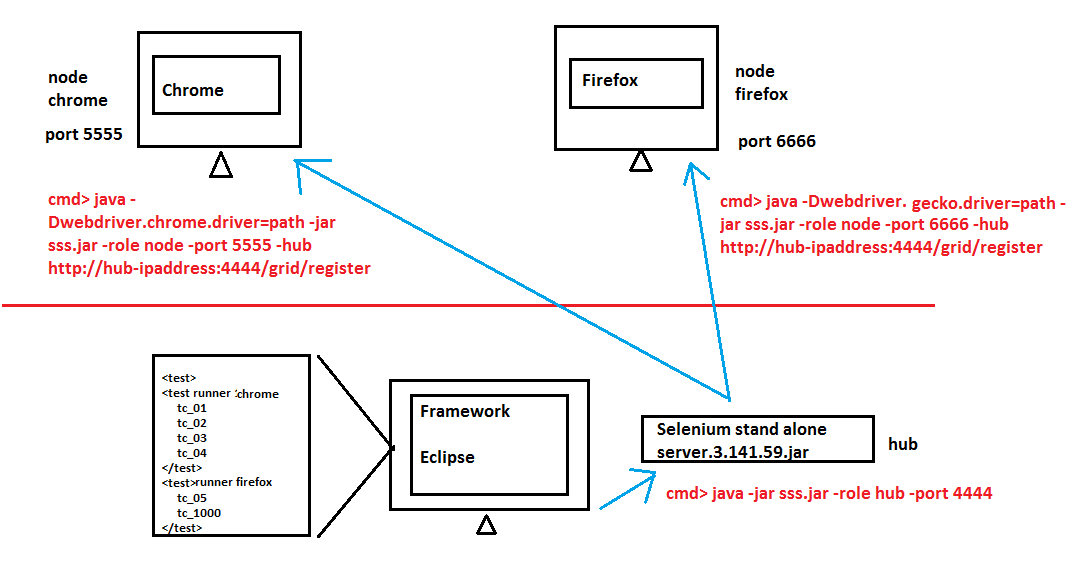 node
chrome
port 5555
Chrome
Firefox
node
firefox
port 6666
cmd> java -
Dwebdriver.chrome.driver=path -jar
sss.jar -role node -port 5555 -hub
http://hub-ipaddress:4444/grid/register
cmd> java -Dwebdriver. gecko.driver=path -
jar sss.jar -role node -port 6666 -hub
http://hub-ipaddress:4444/grid/register
<test>
<test runner :chrome
tc_01
tc_02
tc_03
tc_04
</test>
<test>runner firefox
tc_05
tc_1000
</test>
Framework
Eclipse
Selenium stand alone
server.3.141.59.jar
hub
cmd> java -jar sss.jar -role hub -port 4444